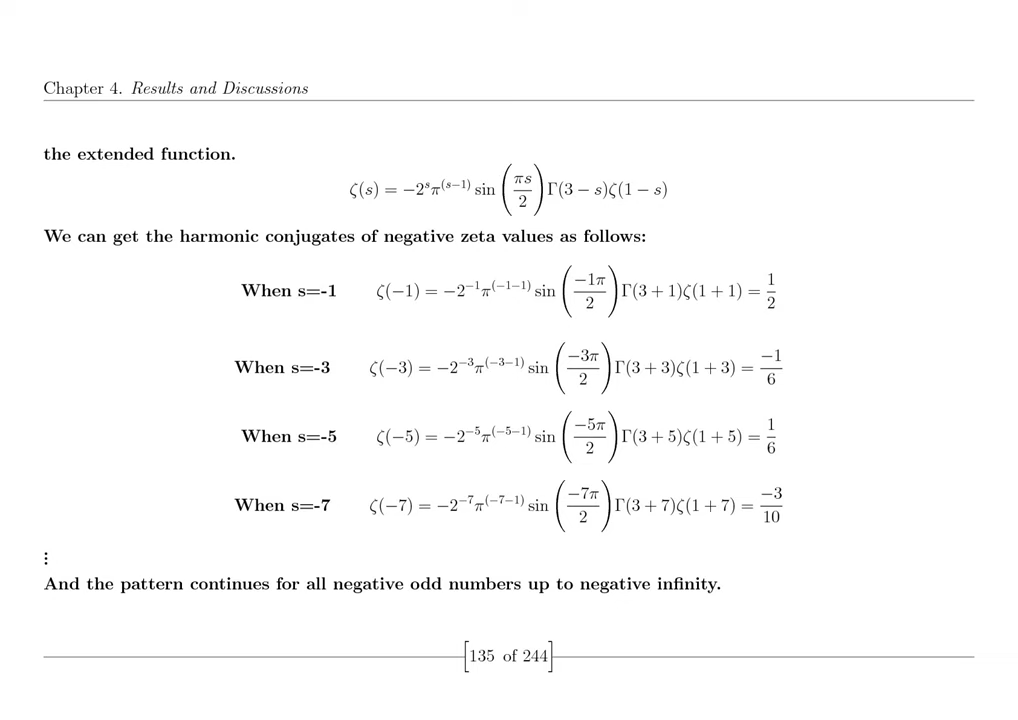 Chapter 4. Results and Discussions
the extended function.
ζ(s) = −2^s π^(s−1) sin(πs/2) Γ(3 − s)ζ(1 − s)
We can get the harmonic conjugates of negative zeta values as follows:
When s=-1 ζ(−1) = −2^−1 π^(−1−1) sin(−1π/2) Γ(3 + 1)ζ(1 + 1) = 1/2
When s=-3 ζ(−3) = −2^−3 π^(−3−1) sin(−3π/2) Γ(3 + 3)ζ(1 + 3) = −1/6
When s=-5 ζ(−5) = −2^−5 π^(−5−1) sin(−5π/2) Γ(3 + 5)ζ(1 + 5) = 1/6
When s=-7 ζ(−7) = −2^−7 π^(−7−1) sin(−7π/2) Γ(3 + 7)ζ(1 + 7) = −3/10
⋮
And the pattern continues for all negative odd numbers up to negative infinity.
[135 of 244]